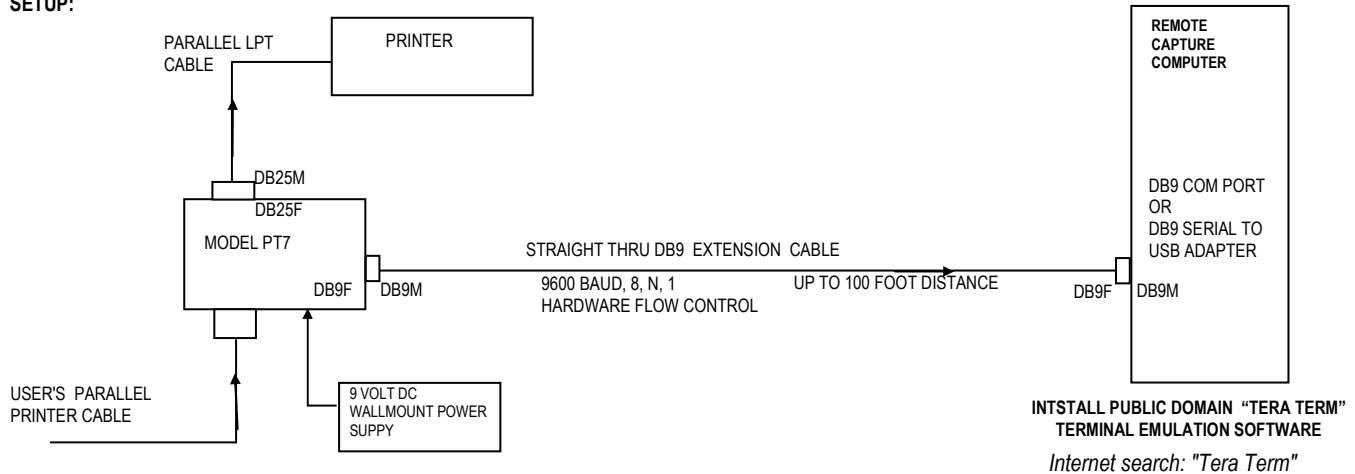 SETUP:
PARALLEL LPT
CABLE
PRINTER
REMOTE
CAPTURE
COMPUTER
DB25M
DB25F
MODEL PT7
DB9F
DB9M
STRAIGHT THRU DB9 EXTENSION CABLE
9600 BAUD, 8, N, 1
HARDWARE FLOW CONTROL
UP TO 100 FOOT DISTANCE
DB9F
DB9M
DB9 COM PORT
OR
DB9 SERIAL TO
USB ADAPTER
USER'S PARALLEL
PRINTER CABLE
9 VOLT DC
WALLMOUNT POWER
SUPPY
INTSTALL PUBLIC DOMAIN “TERA TERM”
TERMINAL EMULATION SOFTWARE
Internet search: "Tera Term"